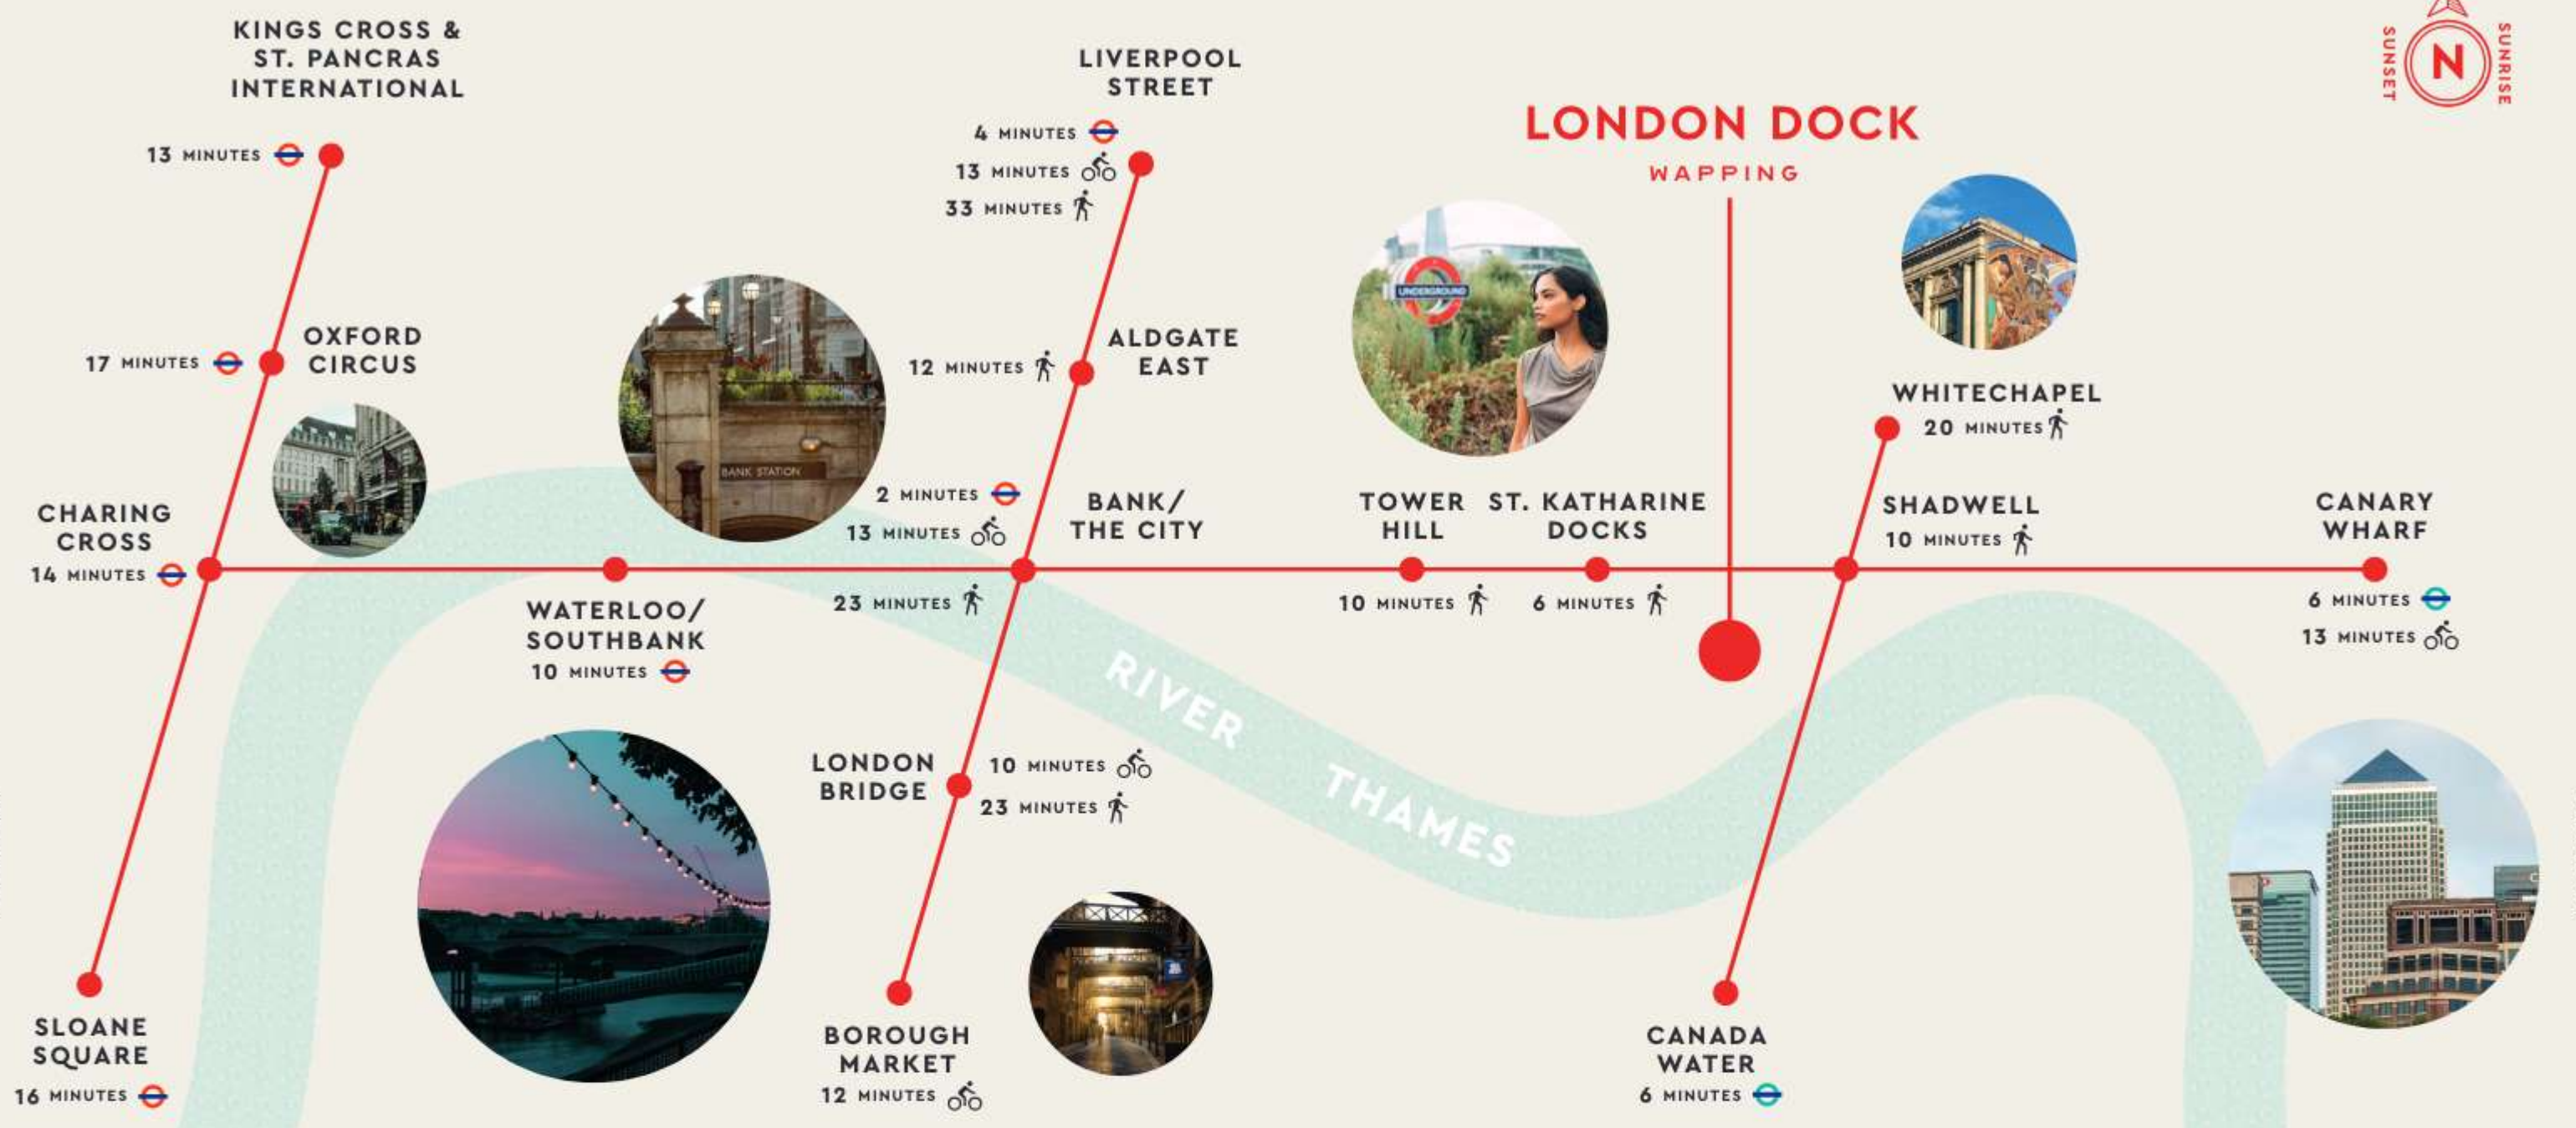 KINGS CROSS &
ST. PANCRAS
INTERNATIONAL
13 MINUTES
OXFORD
CIRCUS
17 MINUTES
CHARING
CROSS
14 MINUTES
SLOANE
SQUARE
16 MINUTES
WATERLOO/
SOUTHBANK
10 MINUTES
BANK STATION
LIVERPOOL
STREET
4 MINUTES
13 MINUTES
33 MINUTES
ALDGATE
EAST
12 MINUTES
BANK/
THE CITY
2 MINUTES
13 MINUTES
23 MINUTES
LONDON
BRIDGE
10 MINUTES
23 MINUTES
BOROUGH
MARKET
12 MINUTES
RIVER THAMES
UNDERGROUND
TOWER
HILL
10 MINUTES
ST. KATHARINE
DOCKS
6 MINUTES
LONDON DOCK
WAPPING
WHITECHAPEL
20 MINUTES
SHADWELL
10 MINUTES
CANADA
WATER
6 MINUTES
CANARY
WHARF
6 MINUTES
13 MINUTES
SUNSET
N
SUNRISE